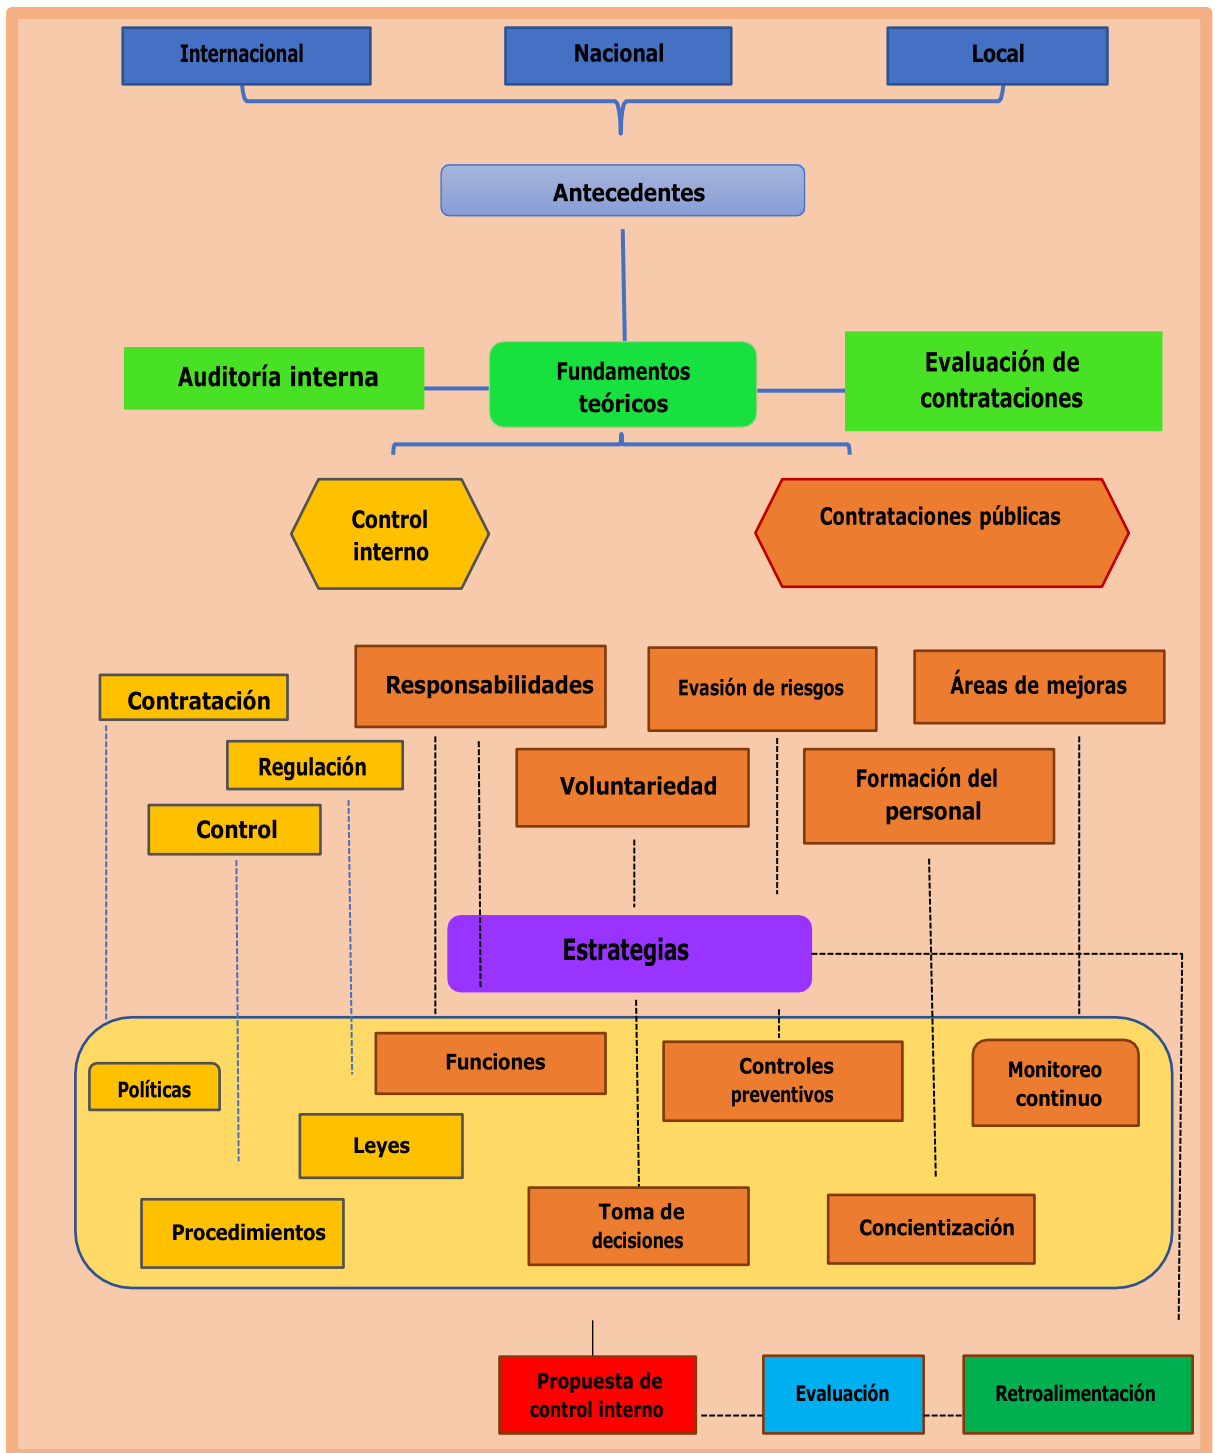 Internacional
Nacional
Local
Antecedentes
Auditoría interna
Fundamentos
teóricos
Evaluación de
contrataciones
Control
interno
Contrataciones públicas
Contratación
Responsabilidades
Evasión de riesgos
Áreas de mejoras
Regulación
Voluntariedad
Formación del
personal
Control
Estrategias
Políticas
Funciones
Controles
preventivos
Monitoreo
continuo
Leyes
Procedimientos
Toma de
decisiones
Concientización
Propuesta de
control interno
Evaluación
Retroalimentación